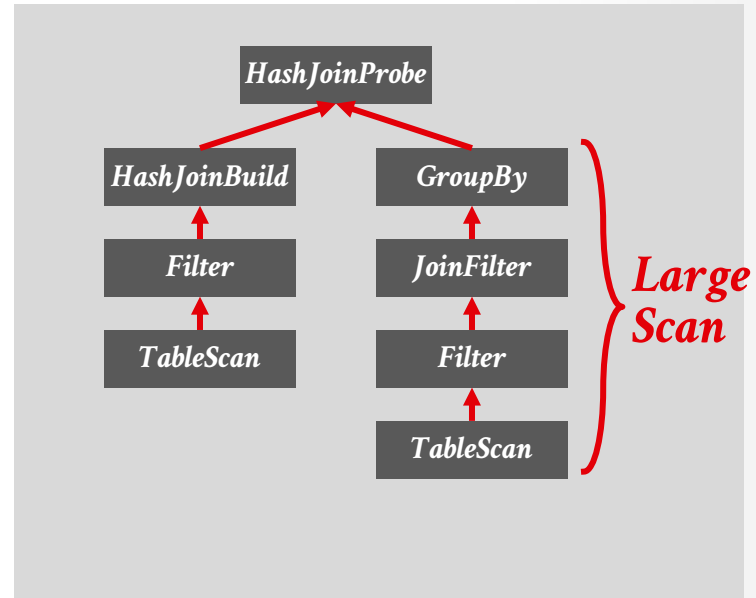 HashJoinProbe
HashJoinBuild
GroupBy
Filter
JoinFilter
TableScan
Filter
TableScan
Large
Scan